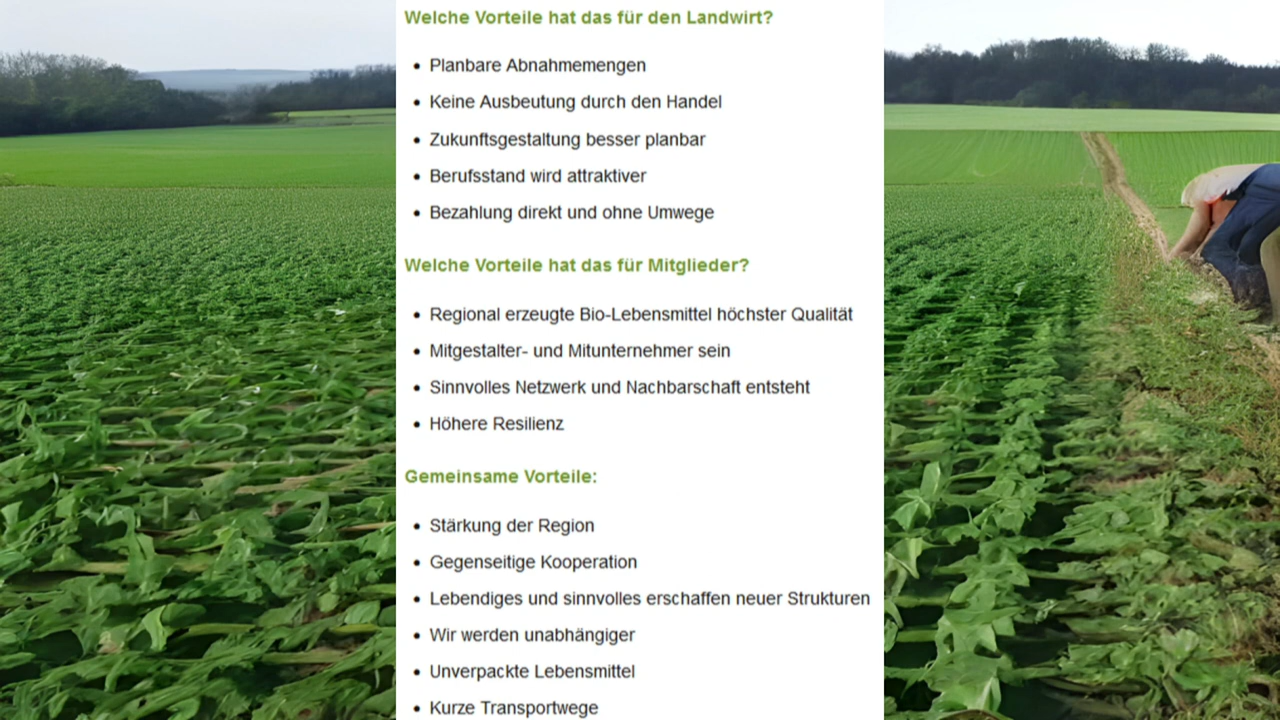 Welche Vorteile hat das für den Landwirt?
• Planbare Abnahmemengen
• Keine Ausbeutung durch den Handel
• Zukunftsgestaltung besser planbar
• Berufsstand wird attraktiver
• Bezahlung direkt und ohne Umwege
Welche Vorteile hat das für Mitglieder?
• Regional erzeugte Bio-Lebensmittel höchster Qualität
• Mitgestalter- und Mitunternehmer sein
• Sinnvolles Netzwerk und Nachbarschaft entsteht
• Höhere Resilienz
Gemeinsame Vorteile:
• Stärkung der Region
• Gegenseitige Kooperation
• Lebendiges und sinnvolles erschaffen neuer Strukturen
• Wir werden unabhängiger
• Unverpackte Lebensmittel
• Kurze Transportwege